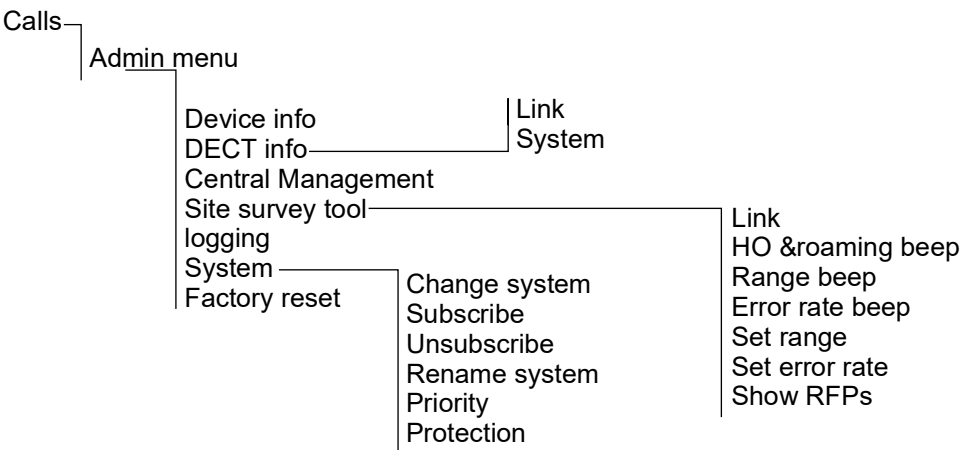 Calls
Admin menu
Device info
DECT info
Central Management
Site survey tool
logging
System
Factory reset
Link
System
Link
HO &roaming beep
Range beep
Error rate beep
Set range
Set error rate
Show RFPs
Change system
Subscribe
Unsubscribe
Rename system
Priority
Protection